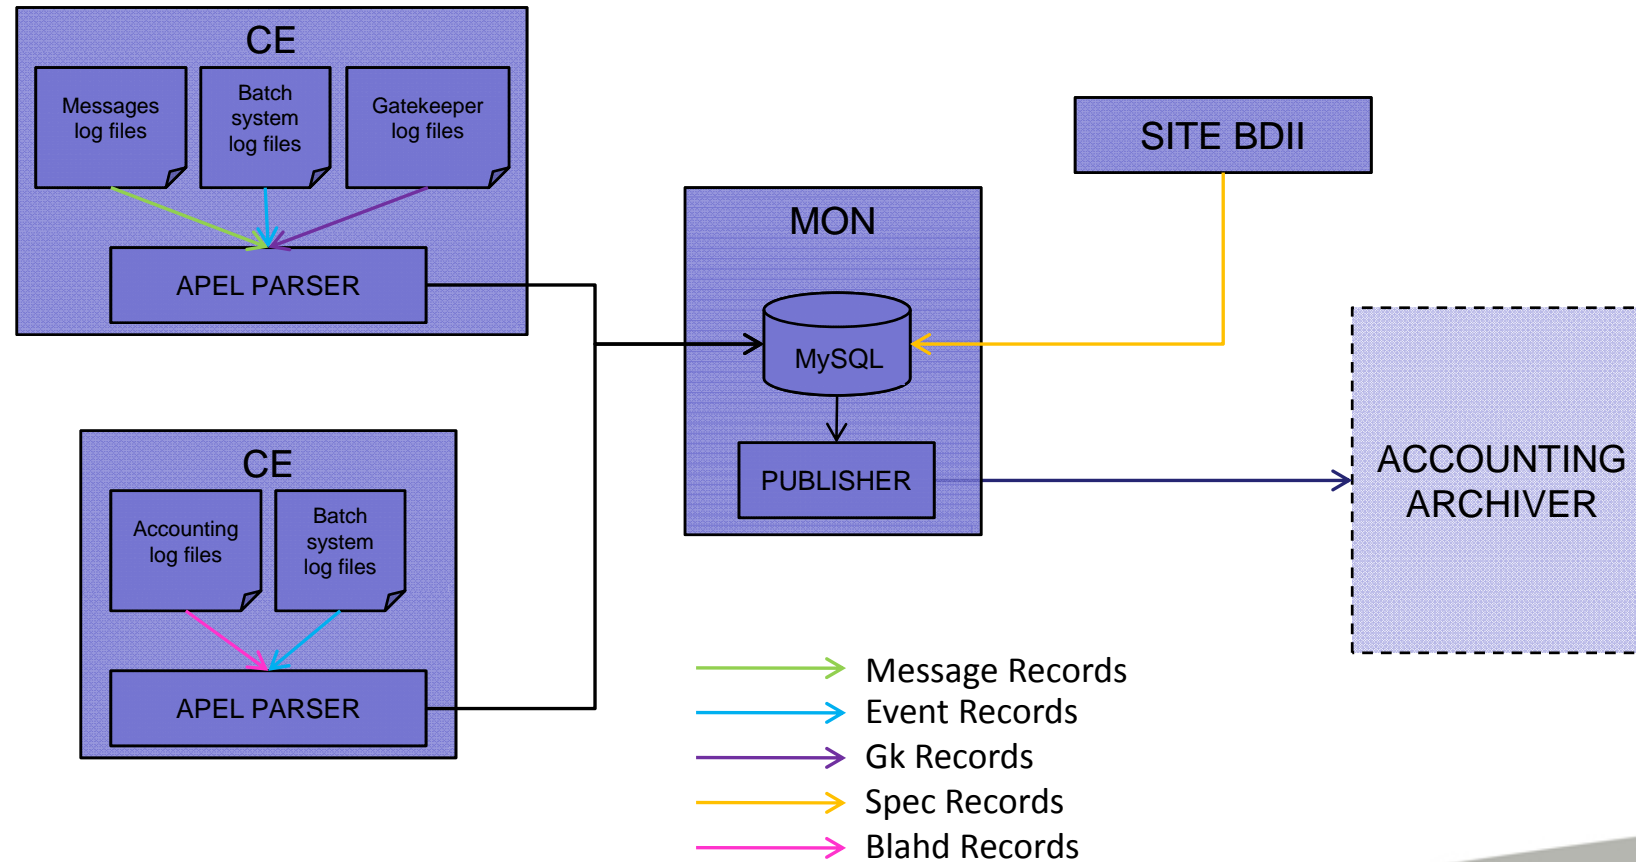 CE
Messages
log files
Batch
system
log files
Gatekeeper
log files
APEL PARSER
SITE BDII
MON
MySQL
PUBLISHER
ACCOUNTING
ARCHIVER
CE
Accounting
log files
Batch
system
log files
APEL PARSER
Message Records
Event Records
Gk Records
Spec Records
Blahd Records